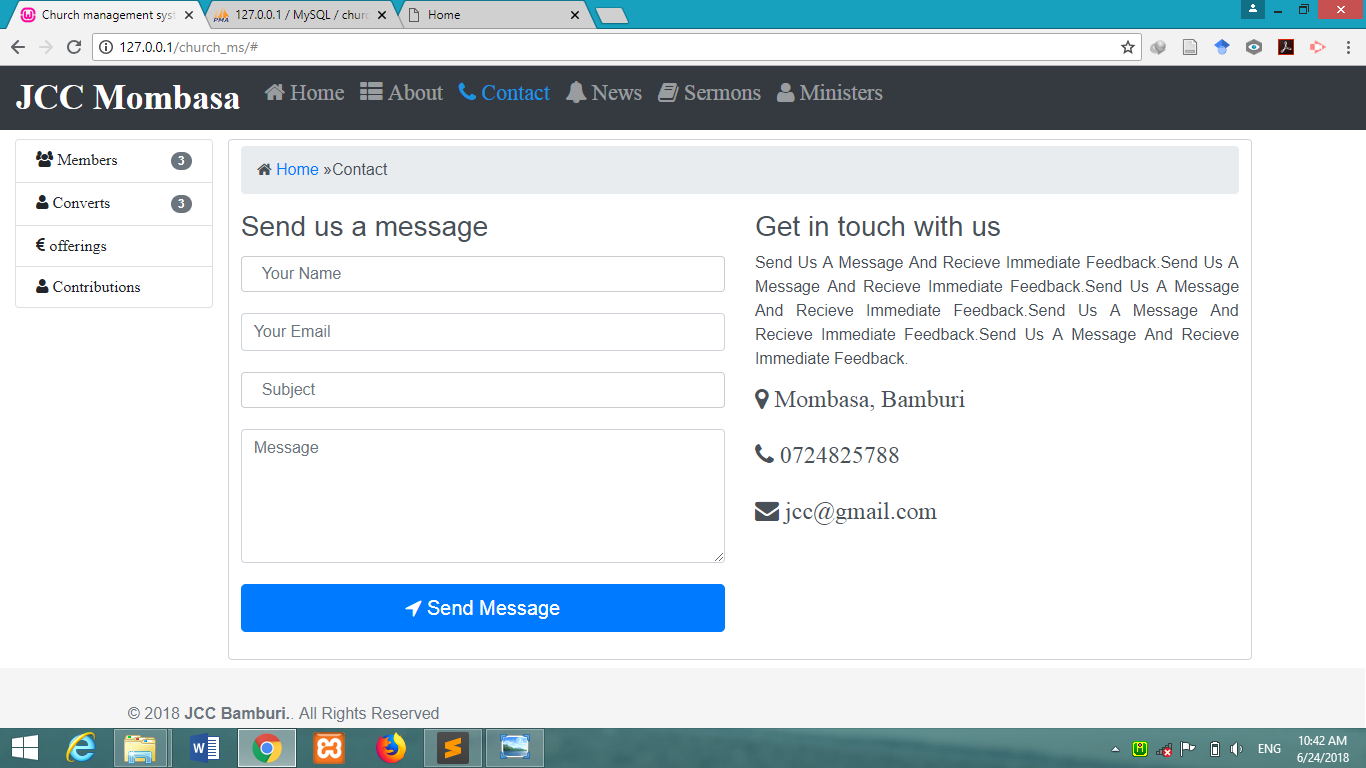 Church management syst
127.0.0.1 / MySQL / churc
Home
127.0.0.1/church_ms/#
JCC Mombasa
Home
About
Contact
News
Sermons
Ministers
Members 3
Converts 3
€ offerings
Contributions
Home »Contact
Send us a message
Your Name
Your Email
Subject
Message
Send Message
Get in touch with us
Send Us A Message And Recieve Immediate Feedback.Send Us A
Message And Recieve Immediate Feedback.Send Us A Message
And Recieve Immediate Feedback.Send Us A Message And
Recieve Immediate Feedback.Send Us A Message And Recieve
Immediate Feedback.
Mombasa, Bamburi
0724825788
jcc@gmail.com
© 2018 JCC Bamburi.. All Rights Reserved
ENG
10:42 AM
6/24/2018